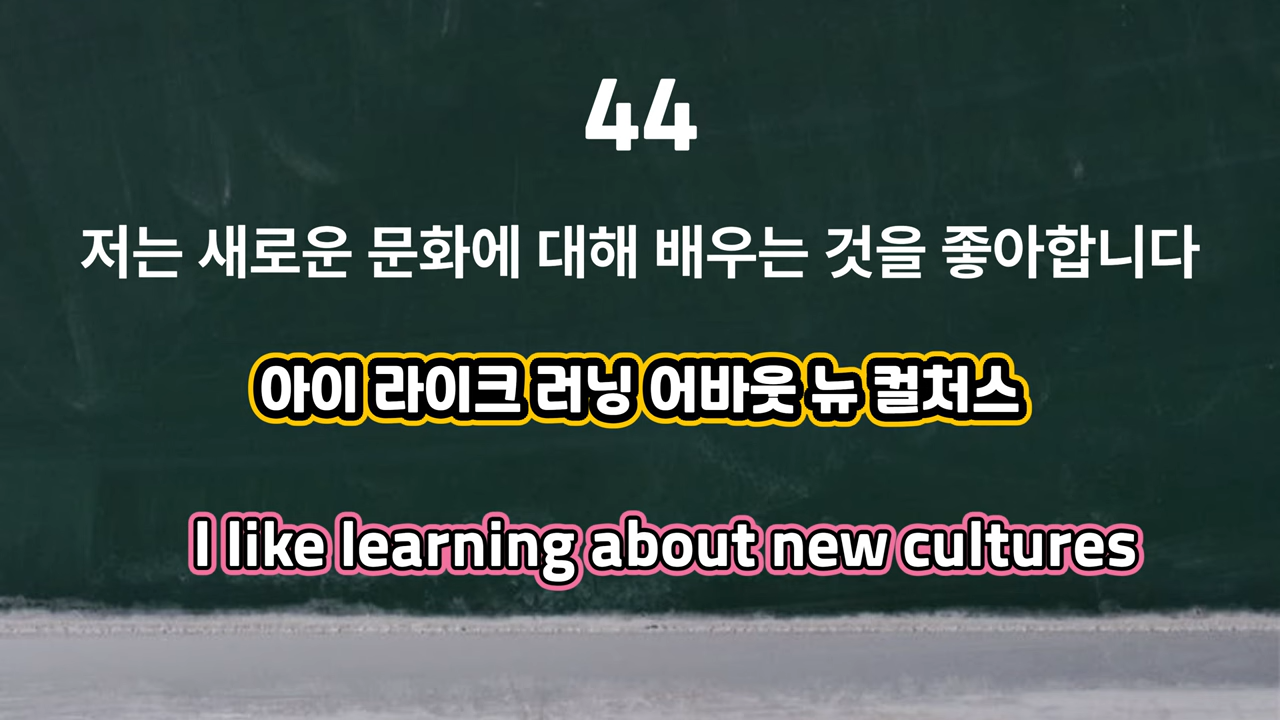 44
저는 새로운 문화에 대해 배우는 것을 좋아합니다
아이 라이크 러닝 어바웃 뉴 컬처스
I like learning about new cultures